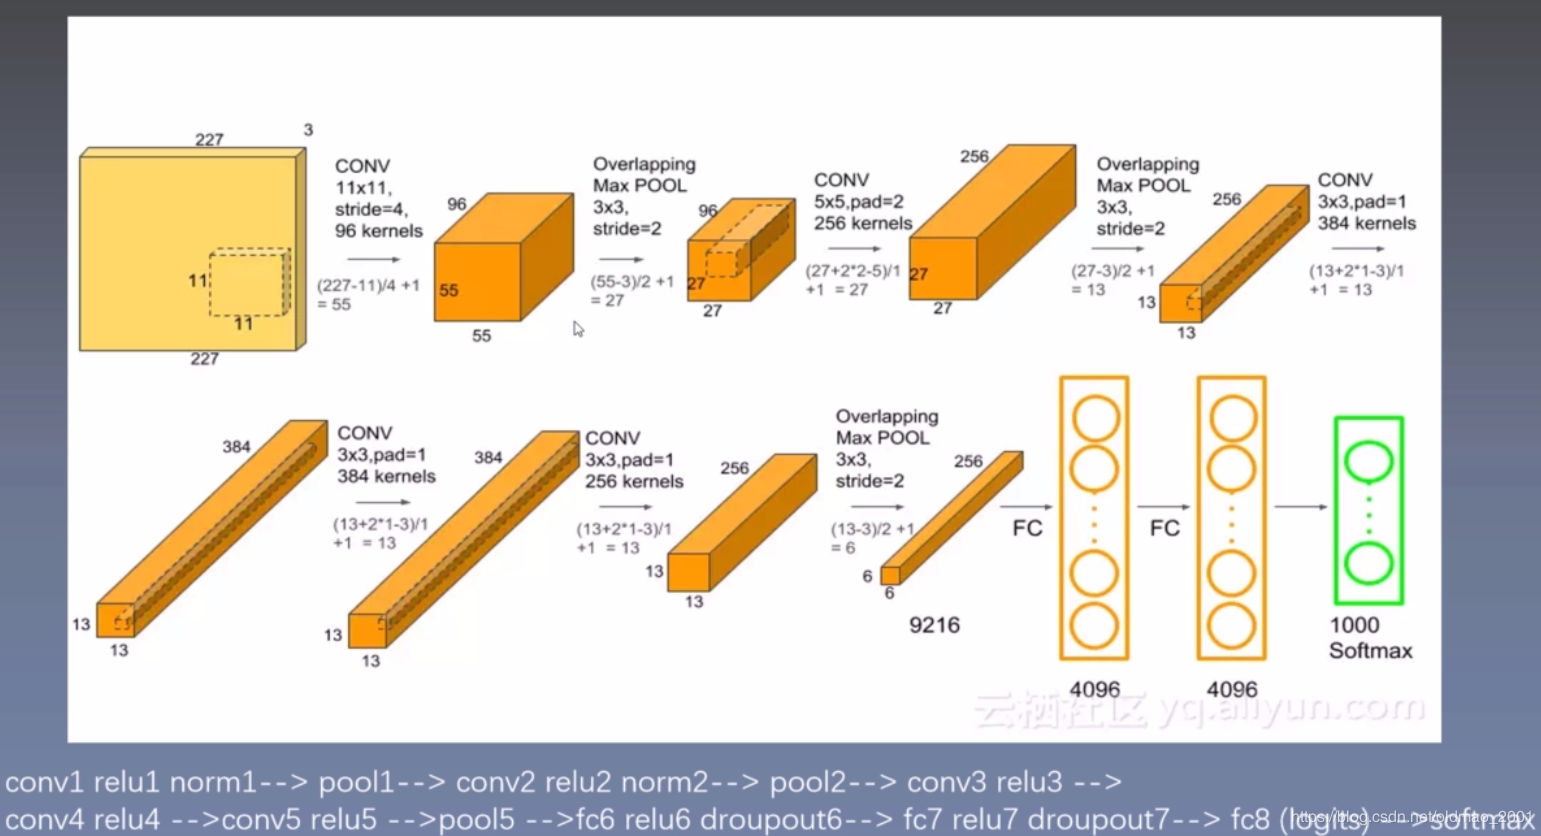 227
3
CONV
11x11,
stride=4,
96 kernels
(227-11)/4 +1
= 55
11
11
227
96
55
55
Overlapping
Max POOL
3x3,
stride=2
(55-3)/2 +1
= 27
96
27
27
CONV
5x5,pad=2
256 kernels
(27+2*2-5)/1
+1 = 27
256
27
27
Overlapping
Max POOL
3x3,
stride=2
(27-3)/2 +1
= 13
256
13
13
CONV
3x3,pad=1
384 kernels
(13+2*1-3)/1
+1 = 13
384
13
13
CONV
3x3,pad=1
384 kernels
(13+2*1-3)/1
+1 = 13
384
13
13
CONV
3x3,pad=1
256 kernels
(13+2*1-3)/1
+1 = 13
256
13
13
Overlapping
Max POOL
3x3,
stride=2
(13-3)/2 +1
= 6
256
6
6
9216
FC
4096
FC
4096
1000
Softmax
云栖社区 yq.aliyun.com
conv1 relu1 norm1--> pool1--> conv2 relu2 norm2--> pool2--> conv3 relu3 -->
conv4 relu4 -->conv5 relu5 -->pool5 -->fc6 relu6 droupout6--> fc7 relu7 droupout7--> fc8 (logits) --> softmax
https://blog.csdn.net/oldmao_2001